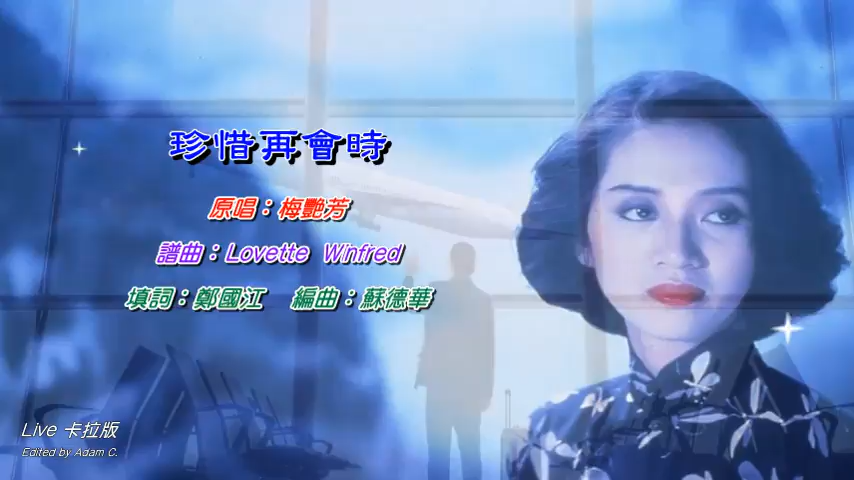 珍惜再會時
原唱：梅艷芳
譜曲：Lovette Winfred
填詞：鄭國江 編曲：蘇德華
Live 卡拉版
Edited by Adam C.